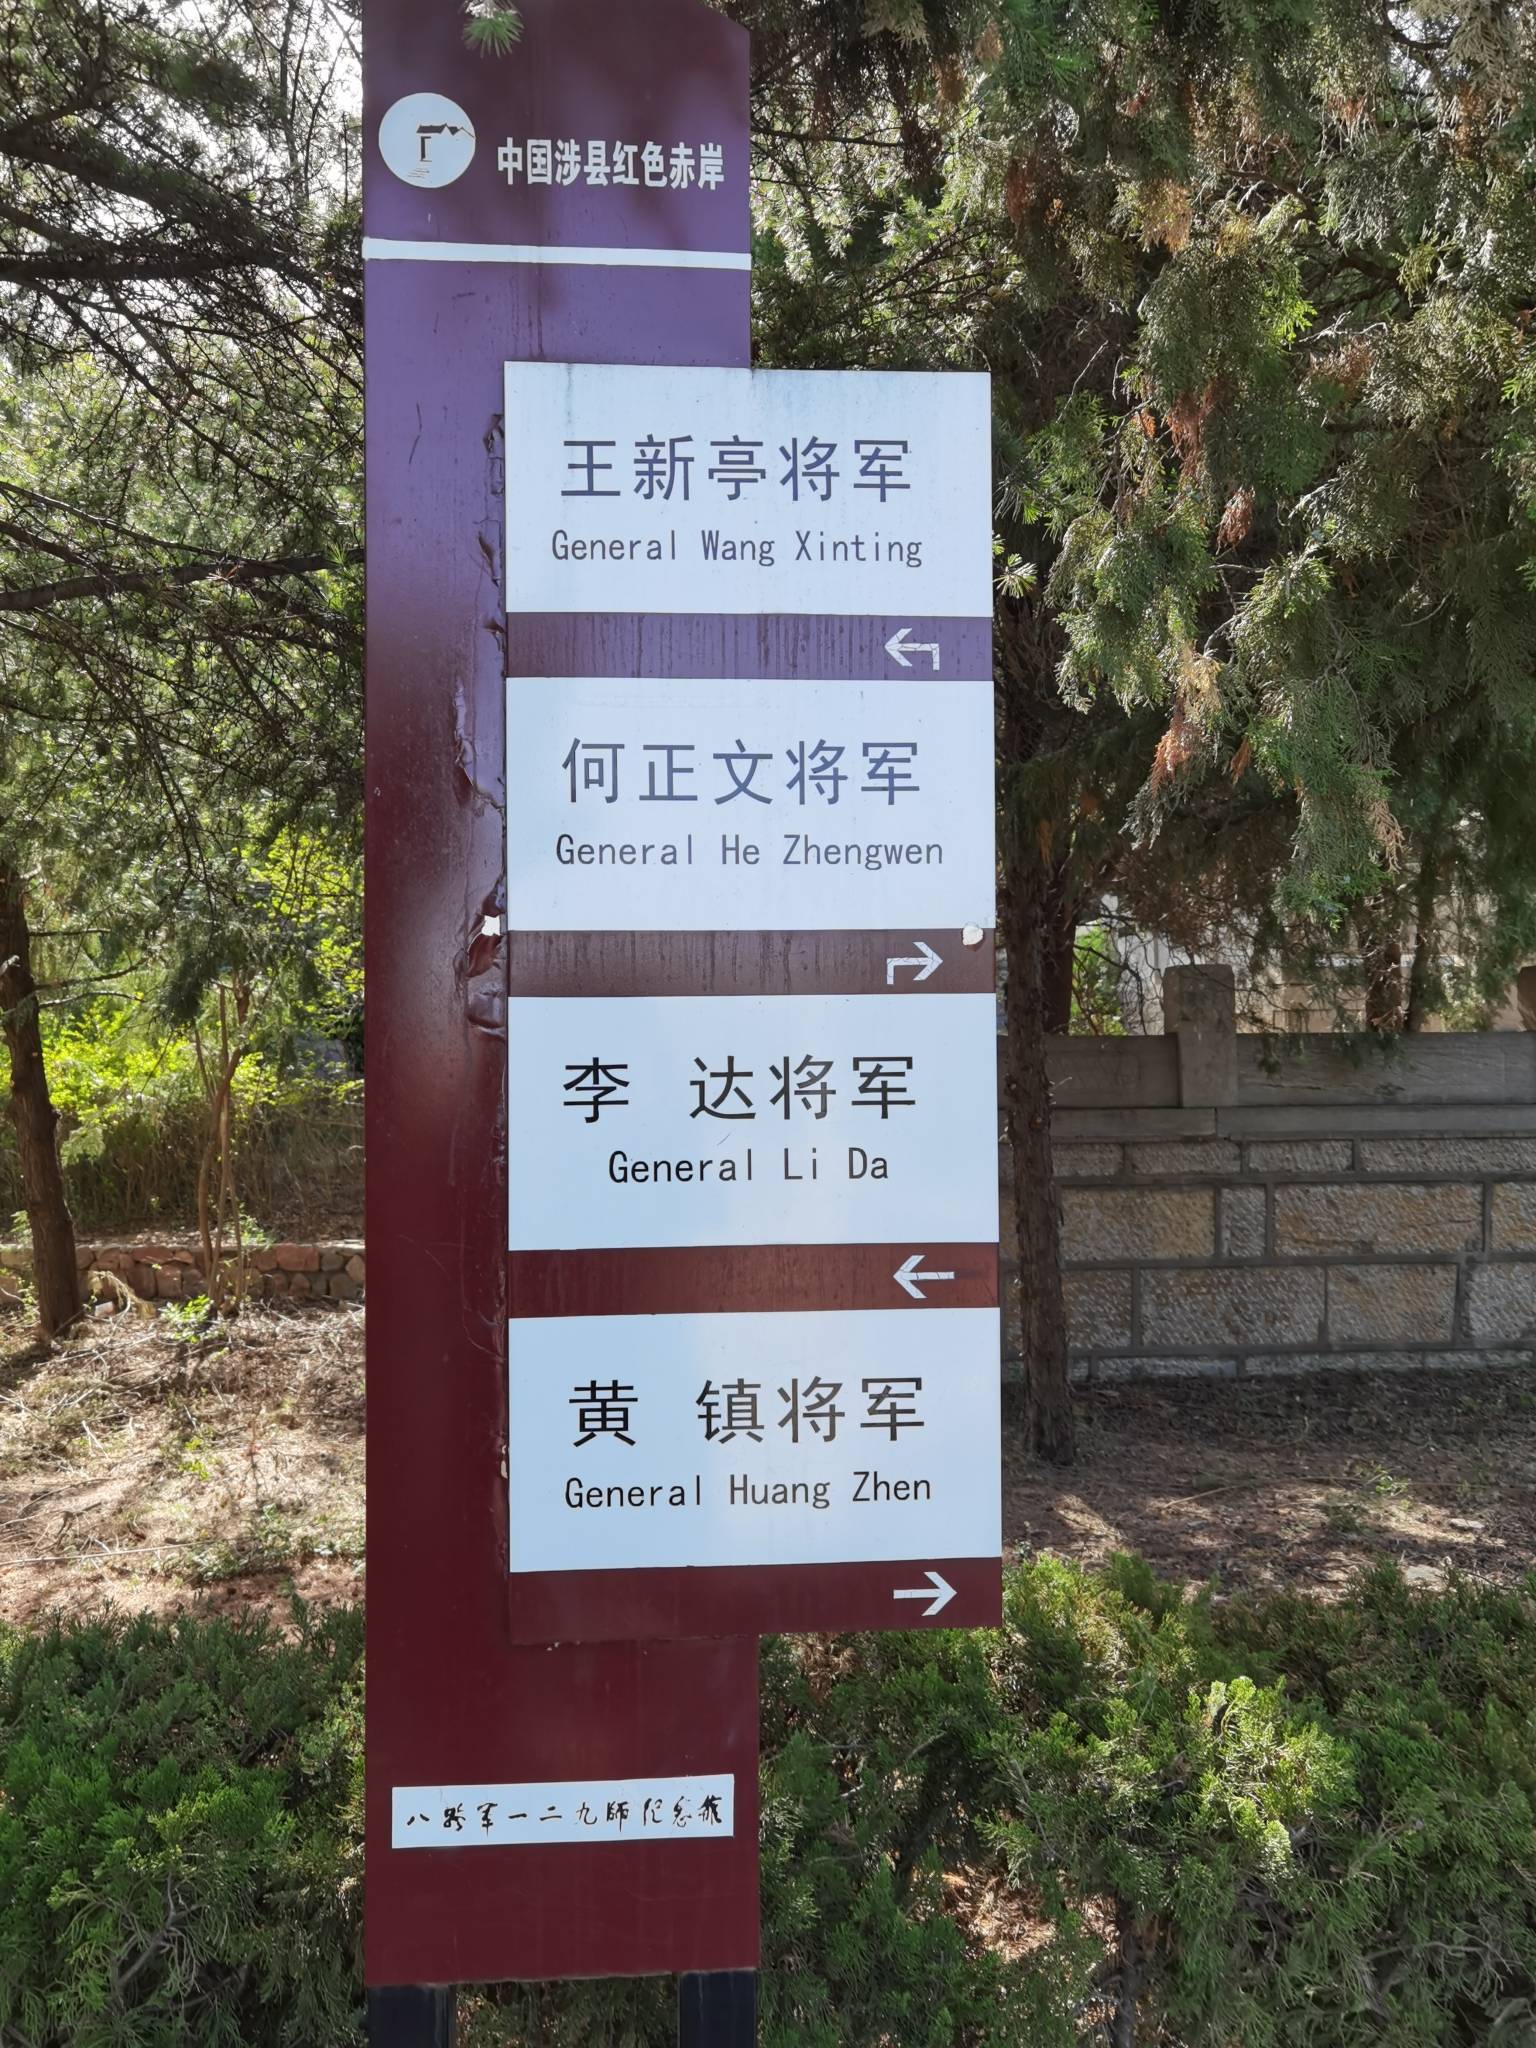 中国涉县红色赤岸
王新亭将军
General Wang Xinting
何正文将军
General He Zhengwen
李 达将军
General Li Da
黄 镇将军
General Huang Zhen
八路军一二九师纪念馆